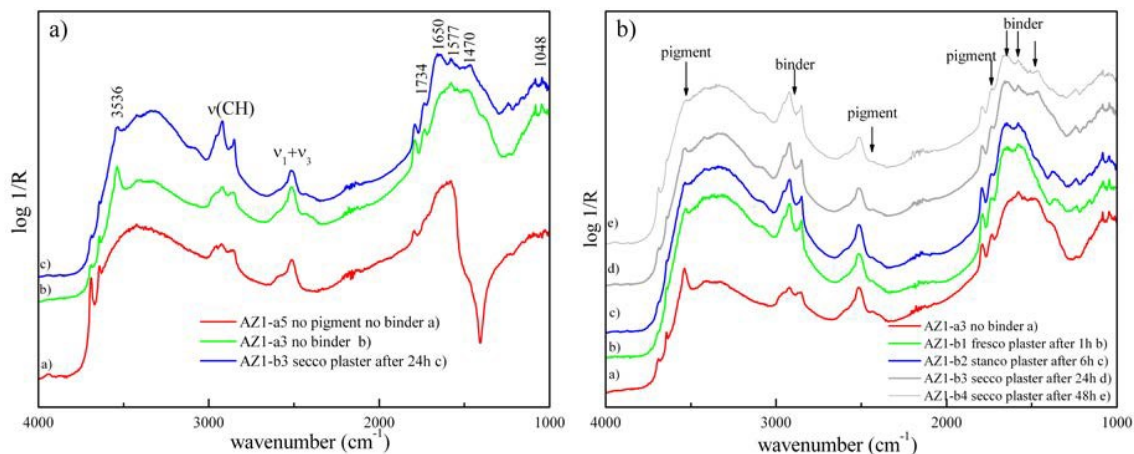 a)
3536
ν(CH)
ν1+ν3
1734
1650
1577
1470
1048
log 1/R
c)
b)
a)
AZ1-a5 no pigment no binder a)
AZ1-a3 no binder b)
AZ1-b3 secco plaster after 24h c)
4000 3000 2000 1000
wavenumber (cm-1)
b)
pigment
binder
pigment
pigment
binder
log 1/R
e)
d)
c)
b)
a)
AZ1-a3 no binder a)
AZ1-b1 fresco plaster after 1h b)
AZ1-b2 stanco plaster after 6h c)
AZ1-b3 secco plaster after 24h d)
AZ1-b4 secco plaster after 48h e)
4000 3000 2000 1000
wavenumber (cm-1)